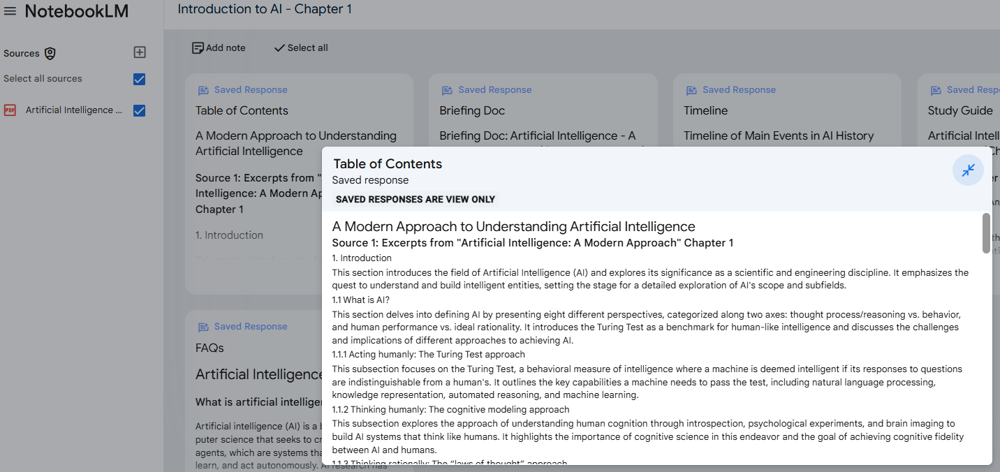 NotebookLM
Introduction to AI - Chapter 1
Sources
Select all sources
PDF
Artificial Intelligence ...
Add note
Select all
Saved Response
Table of Contents
A Modern Approach to Understanding
Artificial Intelligence
Source 1: Excerpts from "
Intelligence: A Modern Ap
Chapter 1
1. Introduction
Saved Response
Briefing Doc
Briefing Doc: Artificial Intelligence - A
Saved Response
Timeline
Timeline of Main Events in AI History
Saved Resp
Study Guide
Artificial Intell
Saved Response
FAQs
Artificial Intelligence
What is artificial intellige
Artificial intelligence (AI) is a
puter science that seeks to cr
agents, which are systems tha
learn, and act autonomously. AI research has
Table of Contents
Saved response
SAVED RESPONSES ARE VIEW ONLY
A Modern Approach to Understanding Artificial Intelligence
Source 1: Excerpts from "Artificial Intelligence: A Modern Approach" Chapter 1
1. Introduction
This section introduces the field of Artificial Intelligence (AI) and explores its significance as a scientific and engineering discipline. It emphasizes the
quest to understand and build intelligent entities, setting the stage for a detailed exploration of AI's scope and subfields.
1.1 What is AI?
This section delves into defining AI by presenting eight different perspectives, categorized along two axes: thought process/reasoning vs. behavior,
and human performance vs. ideal rationality. It introduces the Turing Test as a benchmark for human-like intelligence and discusses the challenges
and implications of different approaches to achieving AI.
1.1.1 Acting humanly: The Turing Test approach
This subsection focuses on the Turing Test, a behavioral measure of intelligence where a machine is deemed intelligent if its responses to questions
are indistinguishable from a human's. It outlines the key capabilities a machine needs to pass the test, including natural language processing,
knowledge representation, automated reasoning, and machine learning.
1.1.2 Thinking humanly: The cognitive modeling approach
This subsection explores the approach of understanding human cognition through introspection, psychological experiments, and brain imaging to
build AI systems that think like humans. It highlights the importance of cognitive science in this endeavor and the goal of achieving cognitive fidelity
between AI and humans.
1.1.3 Thinking rationally: The “laws of thought” approach